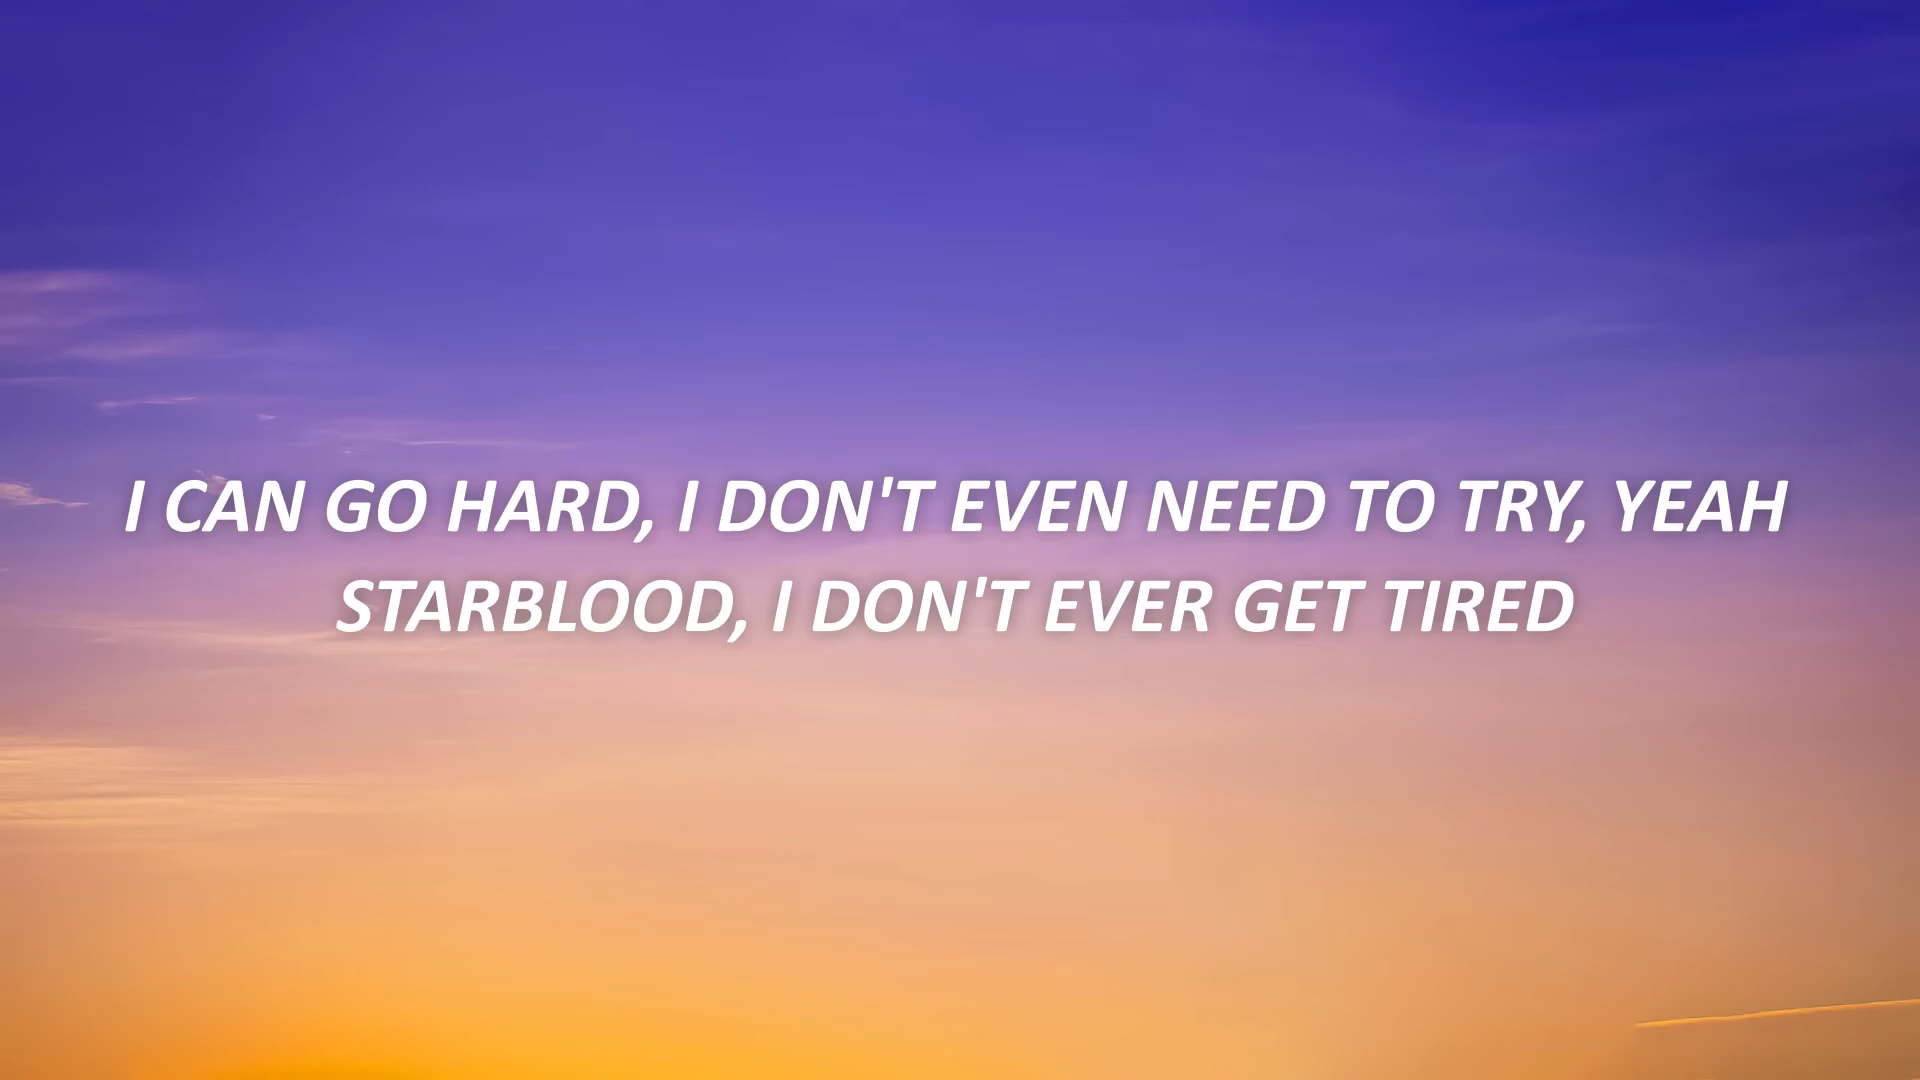 I CAN GO HARD, I DON'T EVEN NEED TO TRY, YEAH
STARBLOOD, I DON'T EVER GET TIRED